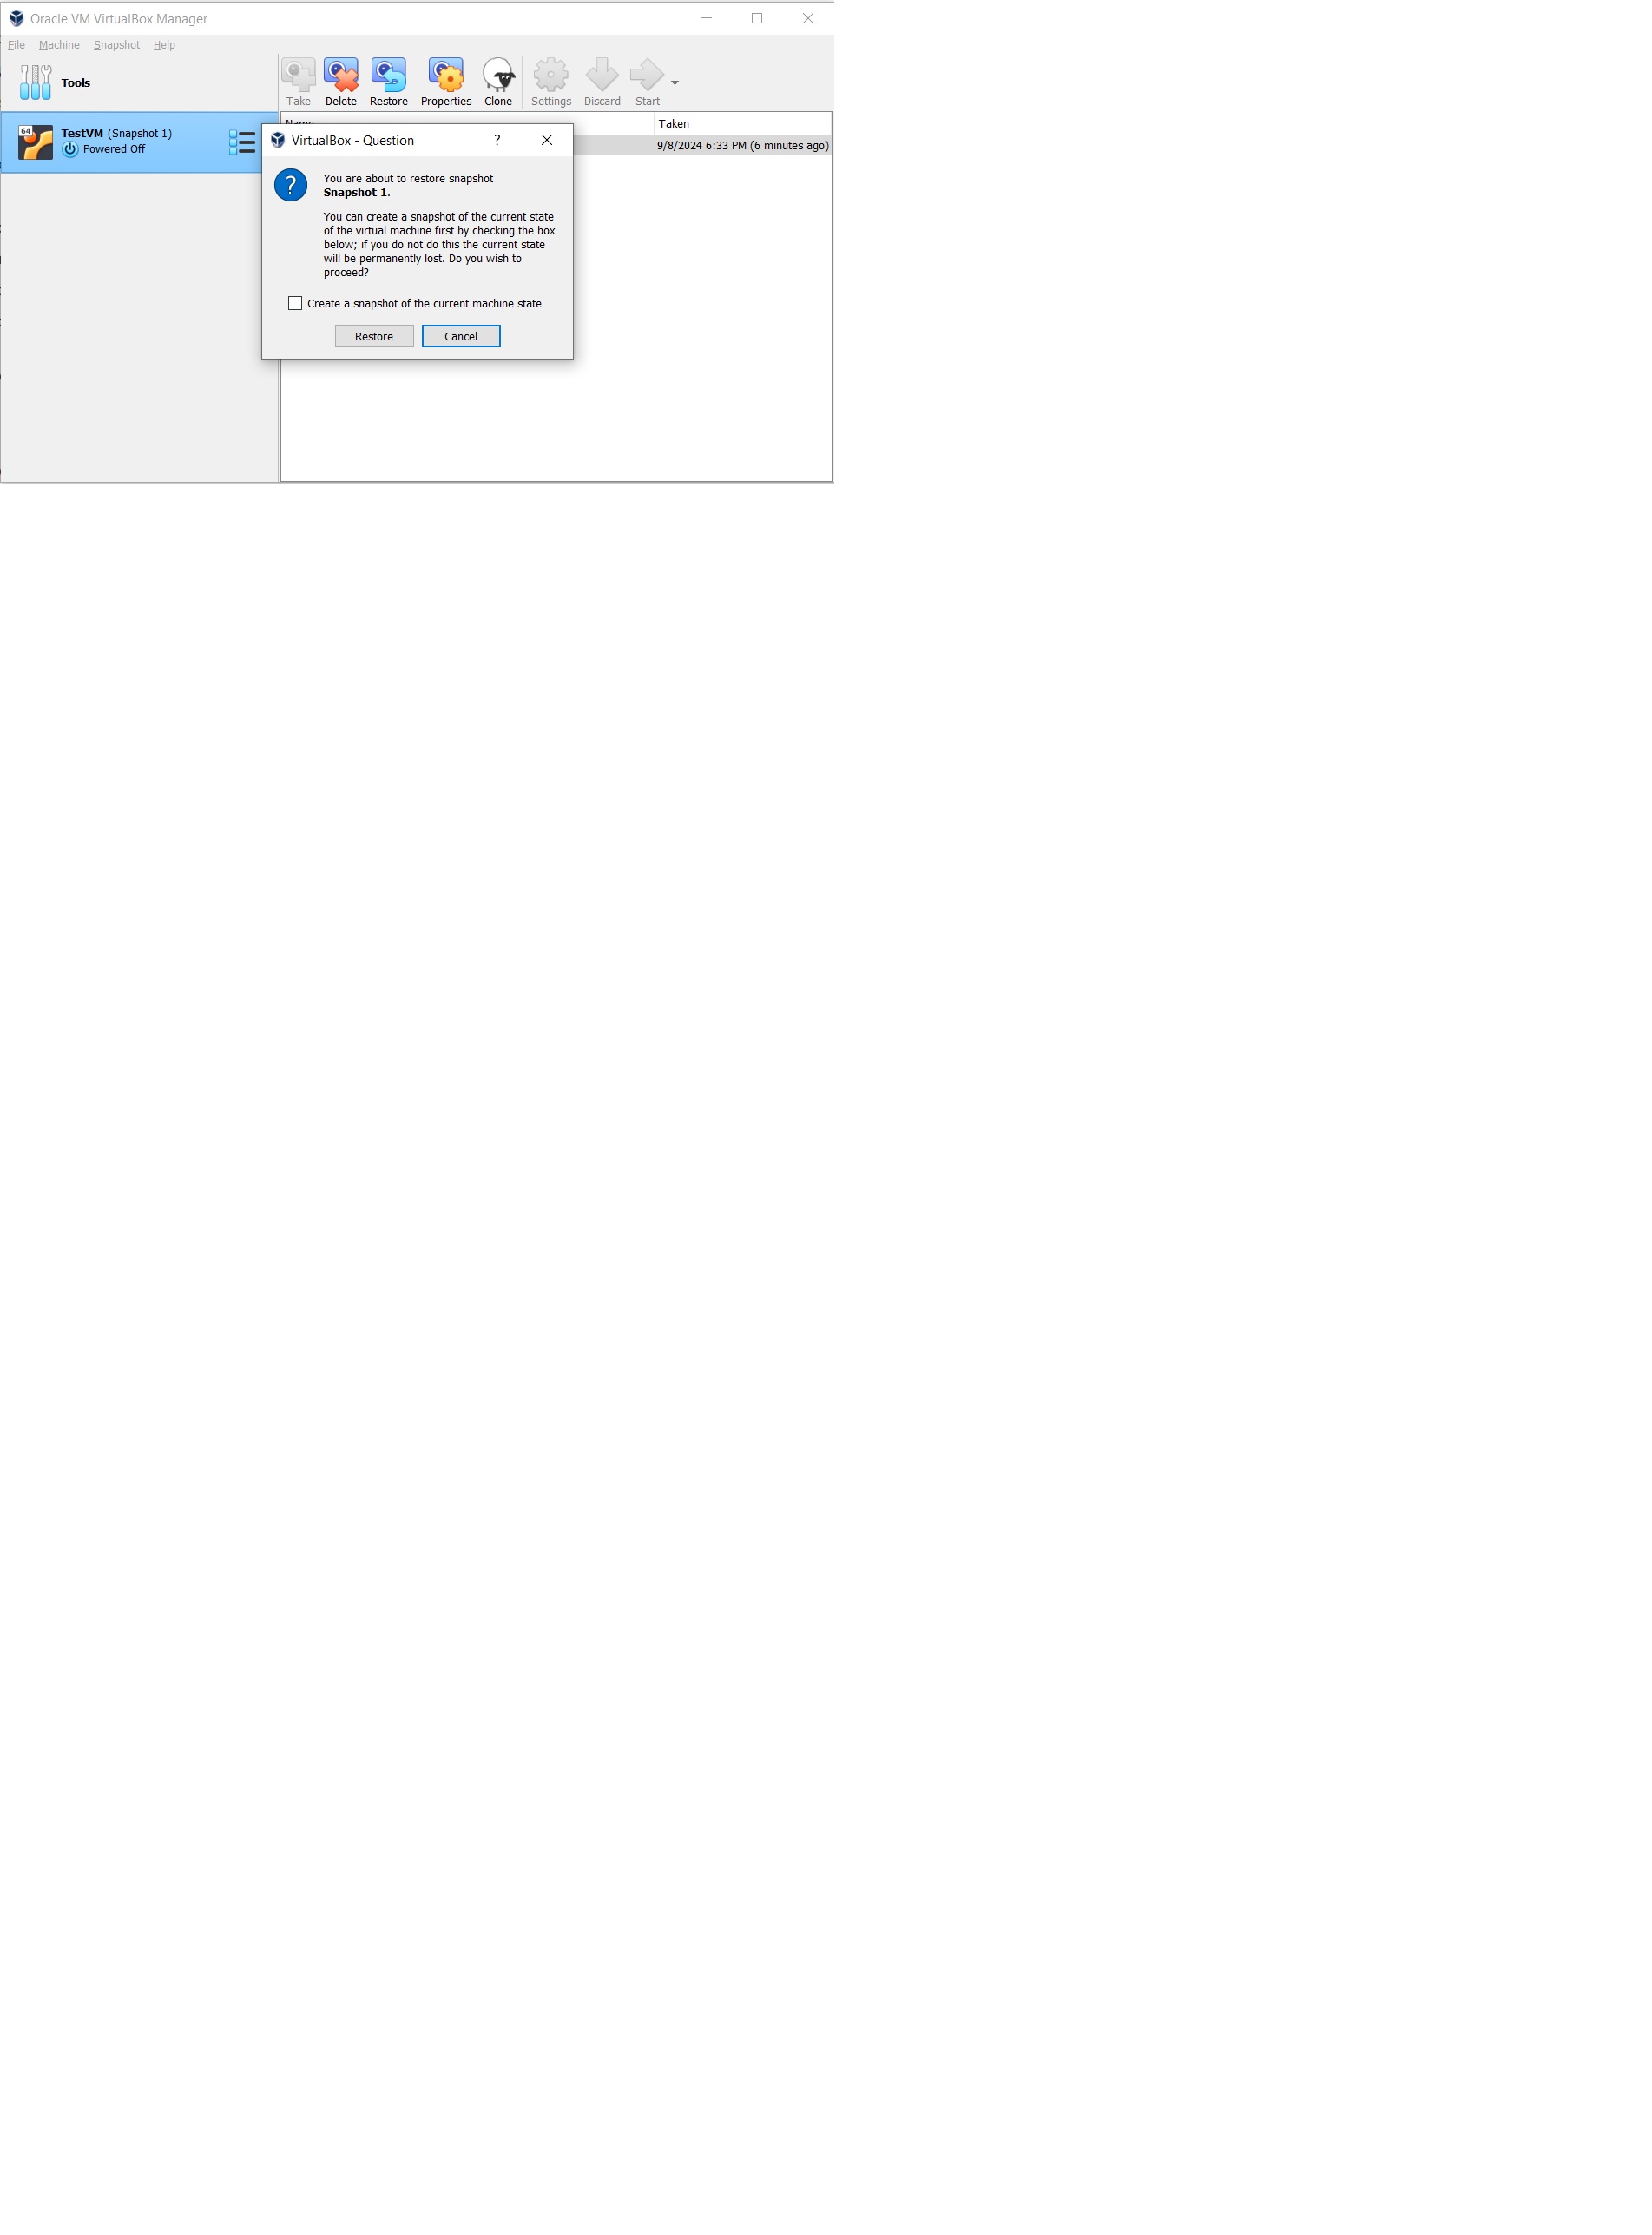 Oracle VM VirtualBox Manager
File Machine Snapshot Help
Tools
Take Delete Restore Properties Clone Settings Discard Start
Name Taken
64
TestVM (Snapshot 1)
Powered Off
9/8/2024 6:33 PM (6 minutes ago)
VirtualBox - Question
?
You are about to restore snapshot
Snapshot 1.
You can create a snapshot of the current state
of the virtual machine first by checking the box
below; if you do not do this the current state
will be permanently lost. Do you wish to
proceed?
Create a snapshot of the current machine state
Restore Cancel